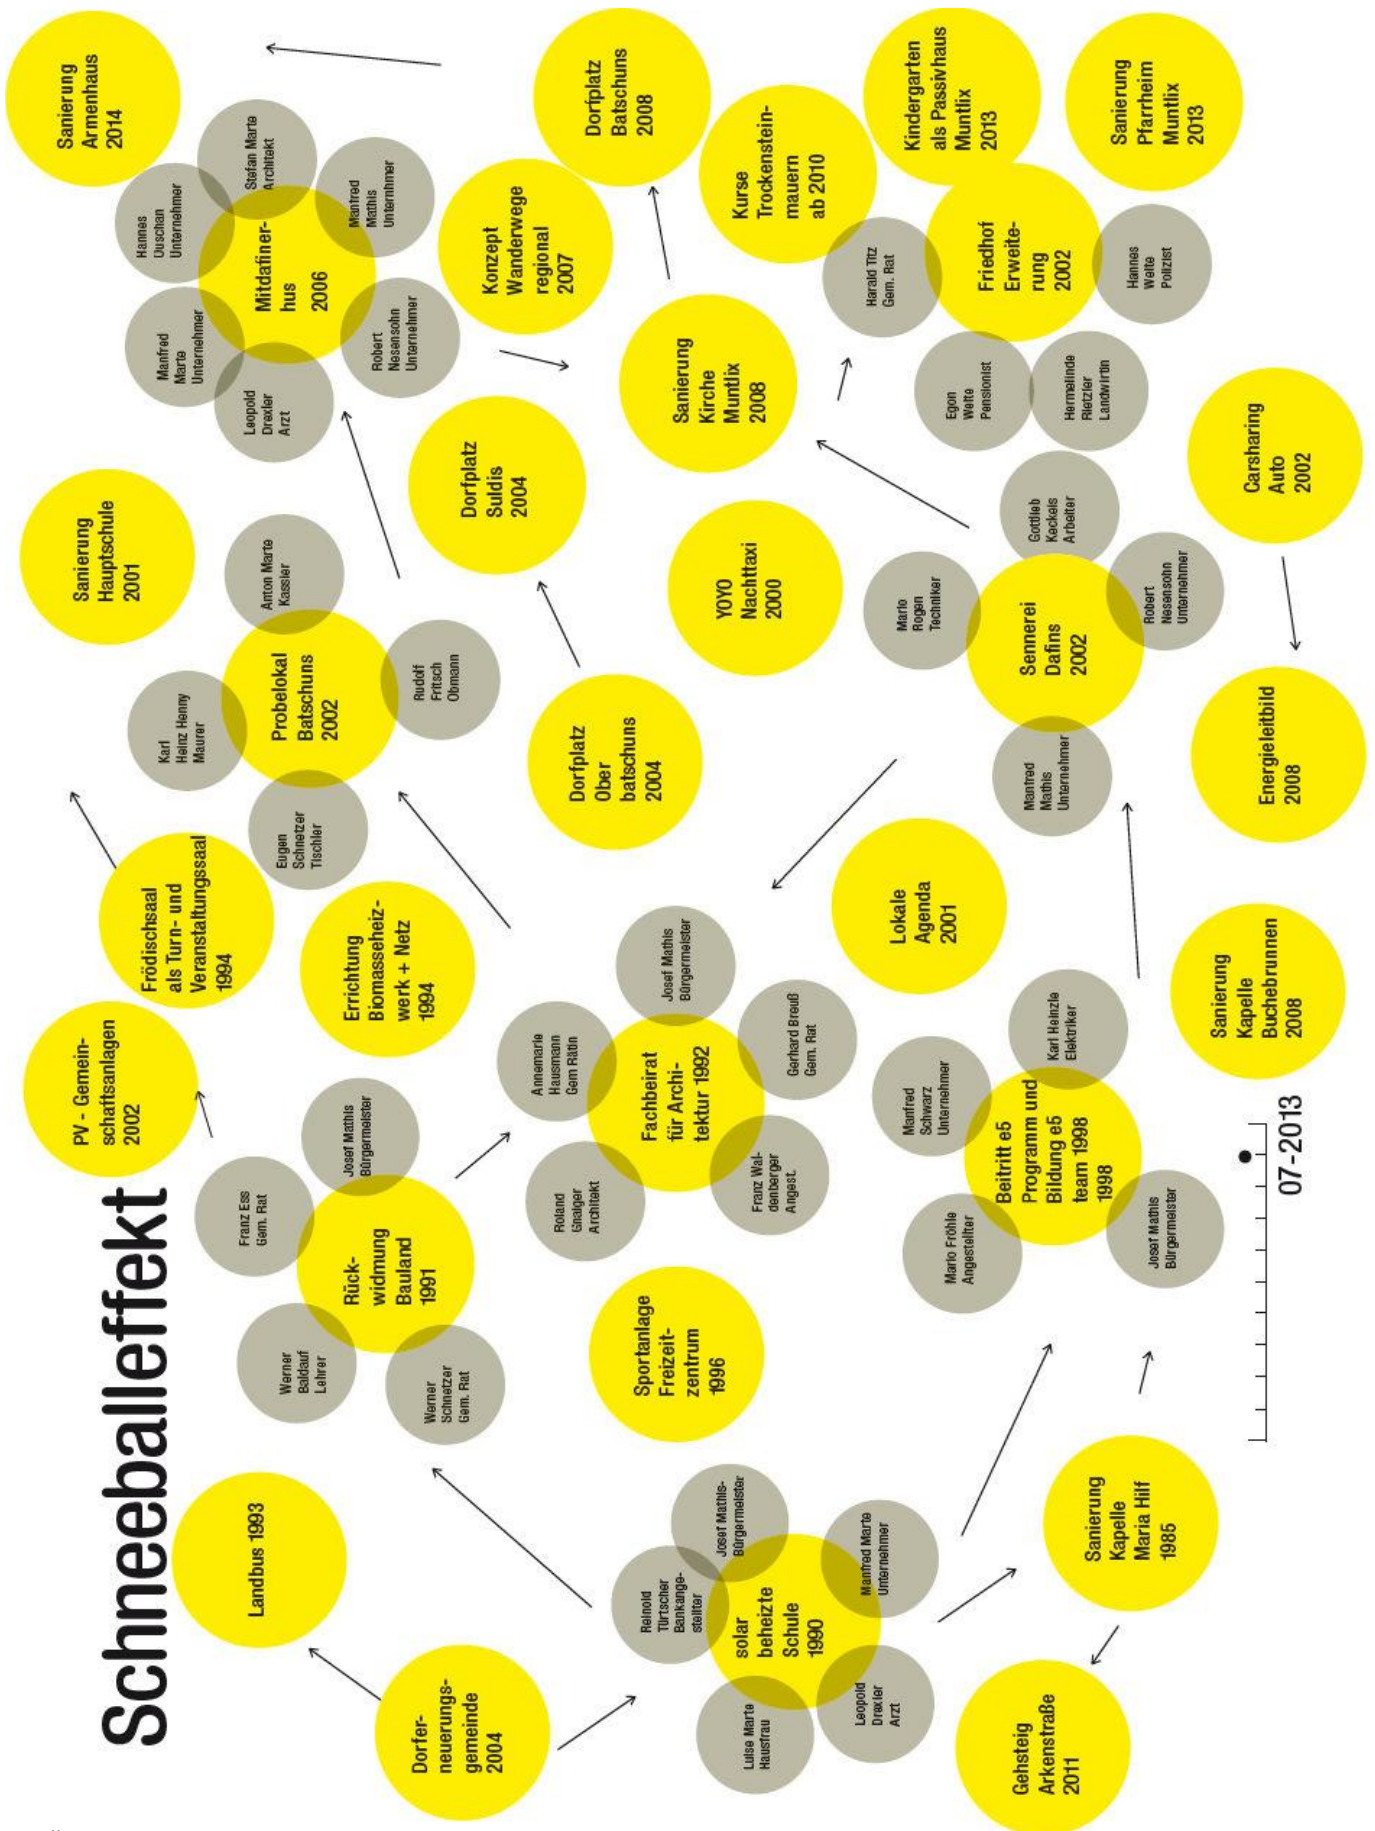 Schneeballeffekt
Dorfer-
neuerungs-
gemeinde
2004
Landbus 1993
solar
beheizte
Schule
1990
Luise Marte
Hausfrau
Reinold
Türtscher
Bankange-
stellter
Josef Mathis-
Bürgermeister
Manfred Marte
Unternehmer
Leopold
Drexler
Arzt
Gehsteig
Arkenstraße
2011
Sanierung
Kapelle
Maria Hilf
1985
Rück-
widmung
Bauland
1991
Werner
Baldauf
Lehrer
Werner
Schnetzer
Gem. Rat
Franz Ess
Gem. Rat
Josef Mathis
Bürgermeister
Sportanlage
Freizeit-
zentrum
1996
PV - Gemein-
schaftsanlagen
2002
Frödischsaal
als Turn- und
Veranstaltungssaal
1994
Errichtung
Biomasseheiz-
werk + Netz
1994
Fachbeirat
für Archi-
tektur 1992
Roland
Gnaiger
Architekt
Annemarie
Hausmann
Gem Rätin
Josef Mathis
Bürgermeister
Gerhard Breuß
Gem. Rat
Franz Wal-
denberger
Angest.
Beitritt e5
Programm und
Bildung e5
team 1998
1998
Mario Fröhle
Angestellter
Manfred
Schwarz
Unternehmer
Karl Heinzle
Elektriker
Josef Mathis
Bürgermeister
07-2013
Sanierung
Kapelle
Buchebrunnen
2008
Lokale
Agenda
2001
Probelokal
Batschuns
2002
Eugen
Schnetzer
Tischler
Karl
Heinz Henny
Maurer
Anton Marte
Kassier
Rudolf
Fritsch
Obmann
Sanierung
Hauptschule
2001
Dorfplatz
Ober
batschuns
2004
Dorfplatz
Suldis
2004
YOYO
Nachttaxi
2000
Sennerei
Dafins
2002
Manfred
Mathis
Unternehmer
Mario
Rogen
Techniker
Gottlieb
Keckeis
Arbeiter
Robert
Nesensohn
Unternehmer
Energieleitbild
2008
Carsharing
Auto
2002
Mitdafiner-
hus
2006
Leopold
Drexler
Arzt
Manfred
Marte
Unternehmer
Hannes
Duschan
Unternehmer
Stefan Marte
Architekt
Manfred
Mathis
Unternhmer
Robert
Nesensohn
Unternehmer
Sanierung
Armenhaus
2014
Konzept
Wanderwege
regional
2007
Dorfplatz
Batschuns
2008
Sanierung
Kirche
Muntlix
2008
Kurse
Trockenstein-
mauern
ab 2010
Friedhof
Erweite-
rung
2002
Harald Titz
Gem. Rat
Egon
Welte
Pensionist
Hermelinde
Rietzler
Landwirtin
Hannes
Welte
Polizist
Kindergarten
als Passivhaus
Muntlix
2013
Sanierung
Pfarrheim
Muntlix
2013